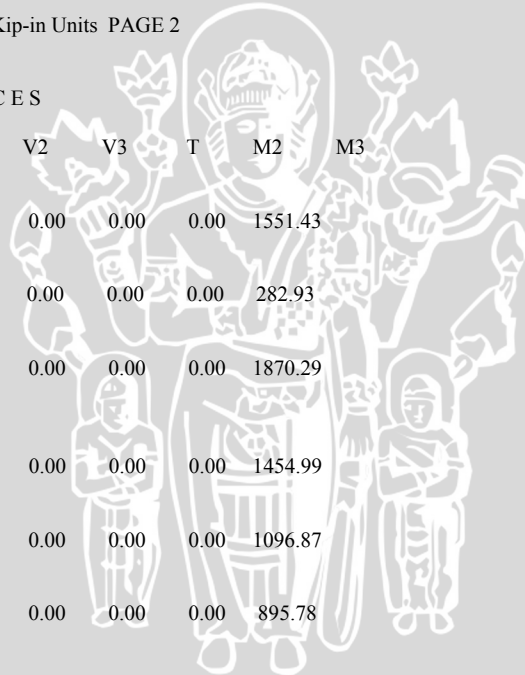 Kip-in Units PAGE 2
C E S
V2 V3 T M2 M3
0.00 0.00 0.00 1551.43
0.00 0.00 0.00 282.93
0.00 0.00 0.00 1870.29
0.00 0.00 0.00 1454.99
0.00 0.00 0.00 1096.87
0.00 0.00 0.00 895.78